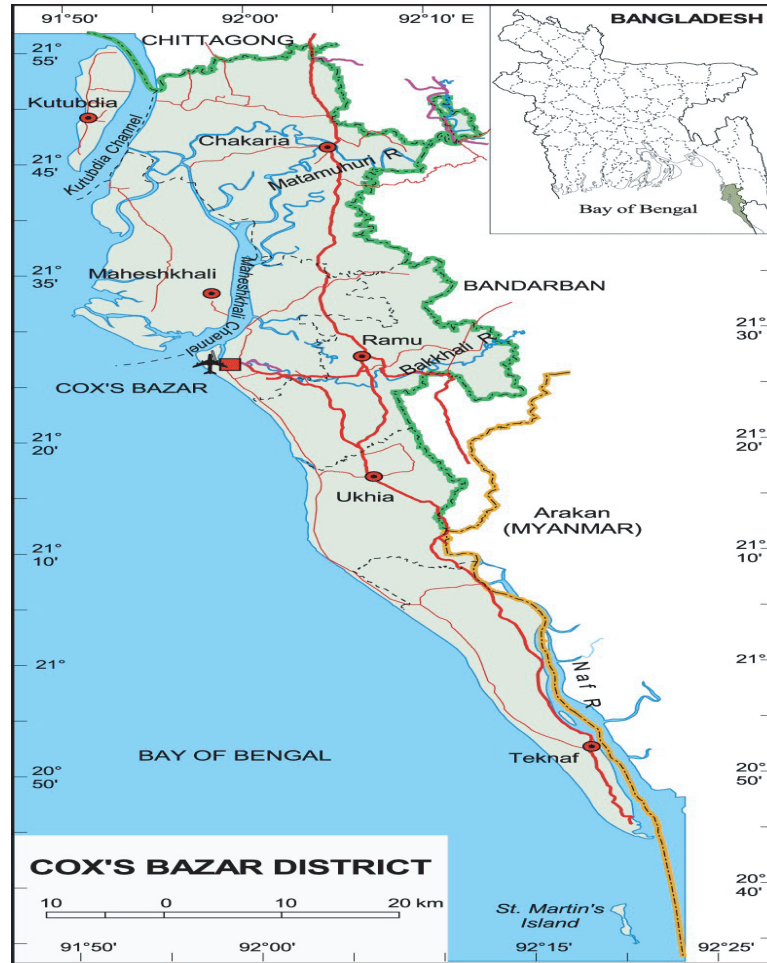 91°50'
92°00'
92°10' E
BANGLADESH
21°
55'
CHITTAGONG
Kutubdia
Kutubdia Channel
Chakaria
Matamuhuri R
21°
45'
Bay of Bengal
21°
35'
Maheshkhali
Maheshkhali Channel
BANDARBAN
21°
30'
Ramu
Bakkhali R
COX'S BAZAR
21°
20'
21°
20'
Ukhia
Arakan
(MYANMAR)
21°
10'
21°
10'
21°
00'
21°
Naf R
BAY OF BENGAL
Teknaf
20°
50'
20°
50'
COX'S BAZAR DISTRICT
10
0
10
20 km
20°
40'
St. Martin's
Island
91°50'
92°00'
92°15'
92°25'